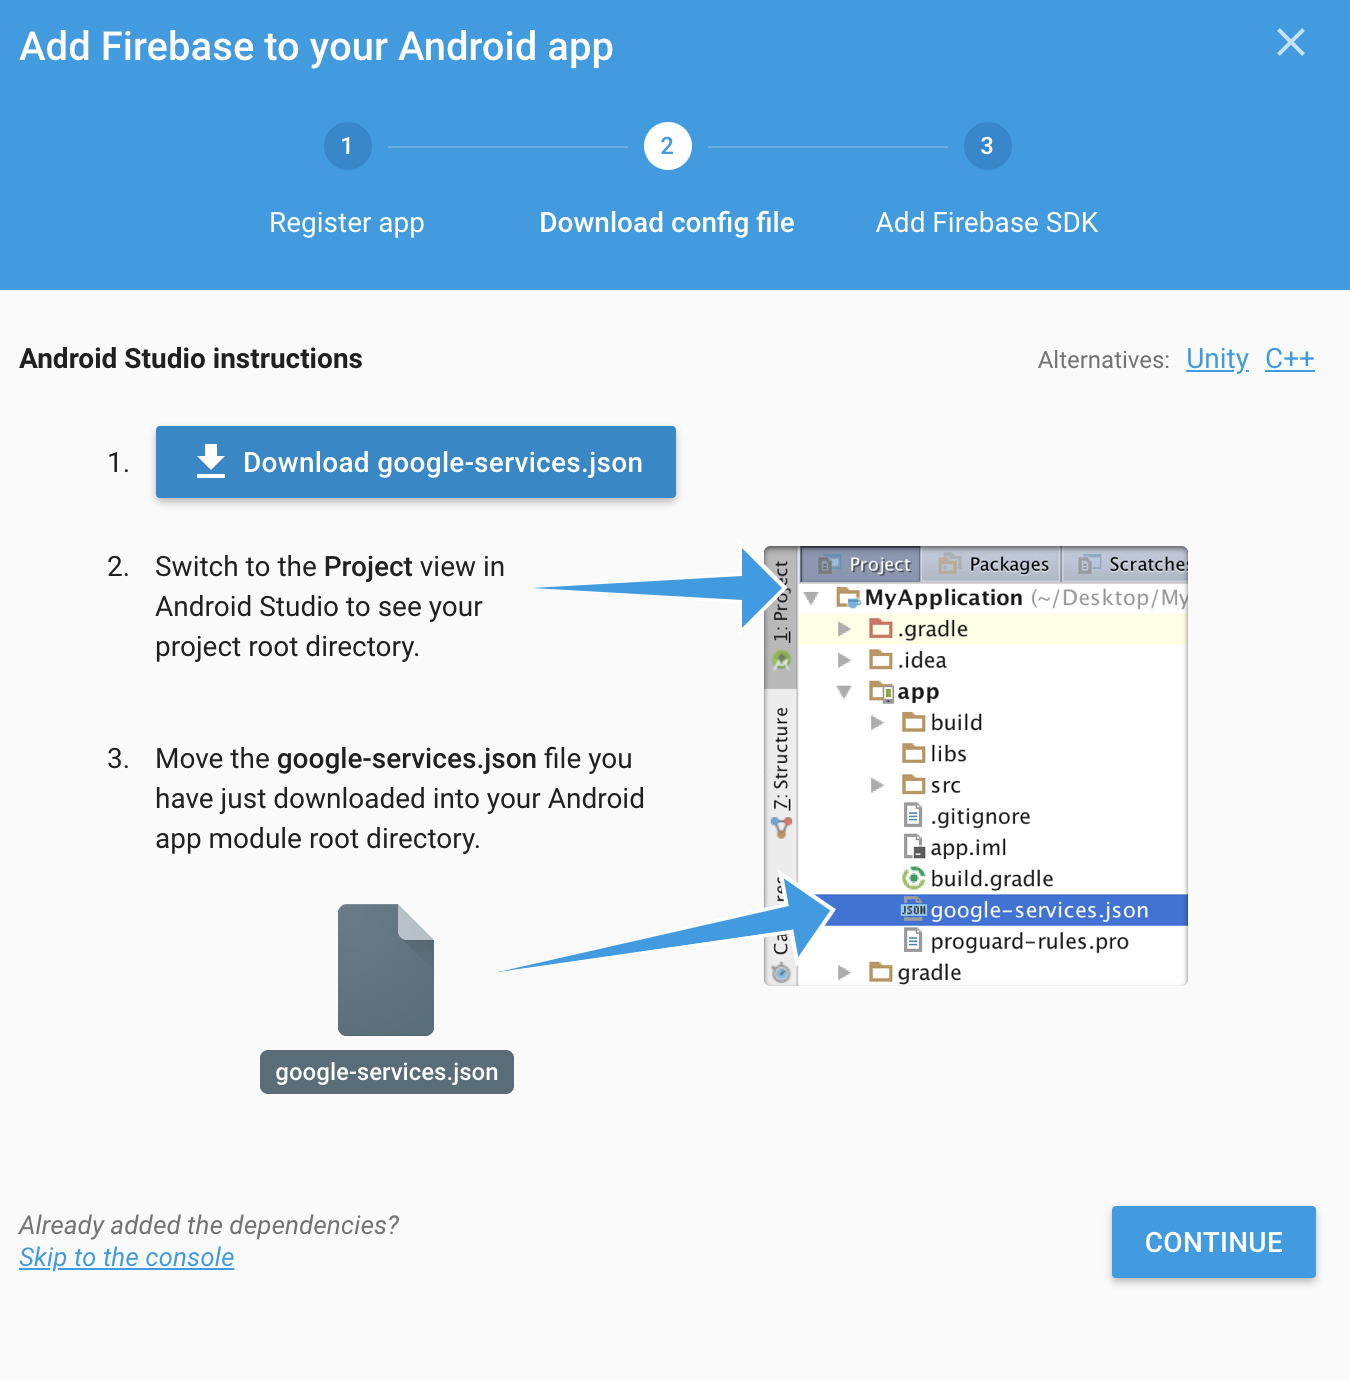 Add Firebase to your Android app
1
2
3
Register app
Download config file
Add Firebase SDK
Android Studio instructions
Alternatives: Unity C++
1. Download google-services.json
2. Switch to the Project view in
Android Studio to see your
project root directory.
3. Move the google-services.json file you
have just downloaded into your Android
app module root directory.
google-services.json
1: Project
7: Structure
Project
Packages
MyApplication (~/Desktop/My
.gradle
.idea
app
build
libs
src
.gitignore
app.iml
build.gradle
JSON google-services.json
proguard-rules.pro
gradle
Already added the dependencies?
Skip to the console
CONTINUE